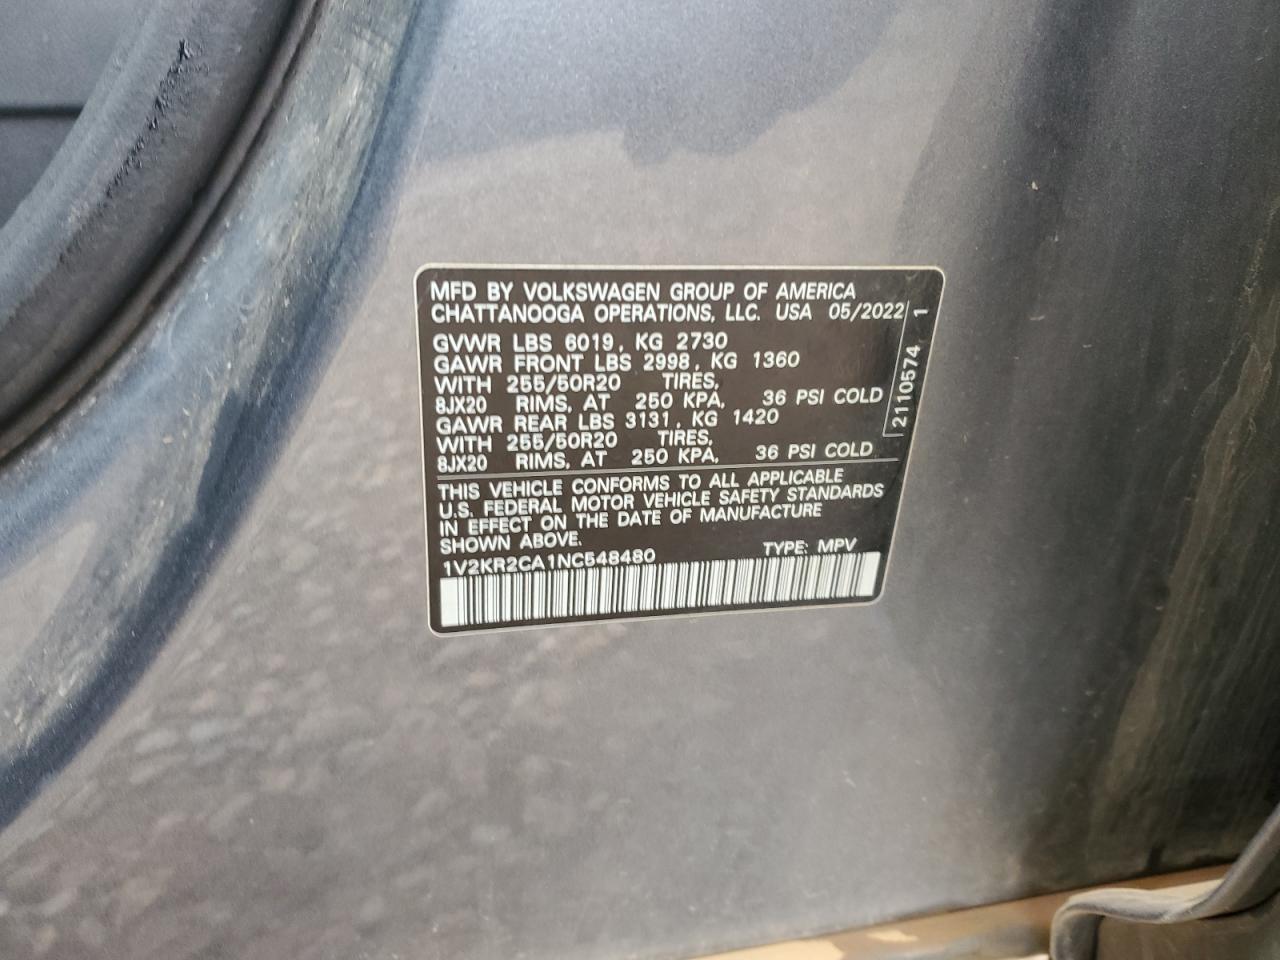 MFD BY VOLKSWAGEN GROUP OF AMERICA
CHATTANOOGA OPERATIONS, LLC. USA 05/2022
GVWR LBS 6019, KG 2730
GAWR FRONT LBS 2998, KG 1360
WITH 255/50R20 TIRES,
8JX20 RIMS, AT 250 KPA, 36 PSI COLD
GAWR REAR LBS 3131, KG 1420
WITH 255/50R20 TIRES,
8JX20 RIMS, AT 250 KPA, 36 PSI COLD
2110574 1
THIS VEHICLE CONFORMS TO ALL APPLICABLE
U.S. FEDERAL MOTOR VEHICLE SAFETY STANDARDS
IN EFFECT ON THE DATE OF MANUFACTURE
SHOWN ABOVE.
1V2KR2CA1NC548480 TYPE: MPV